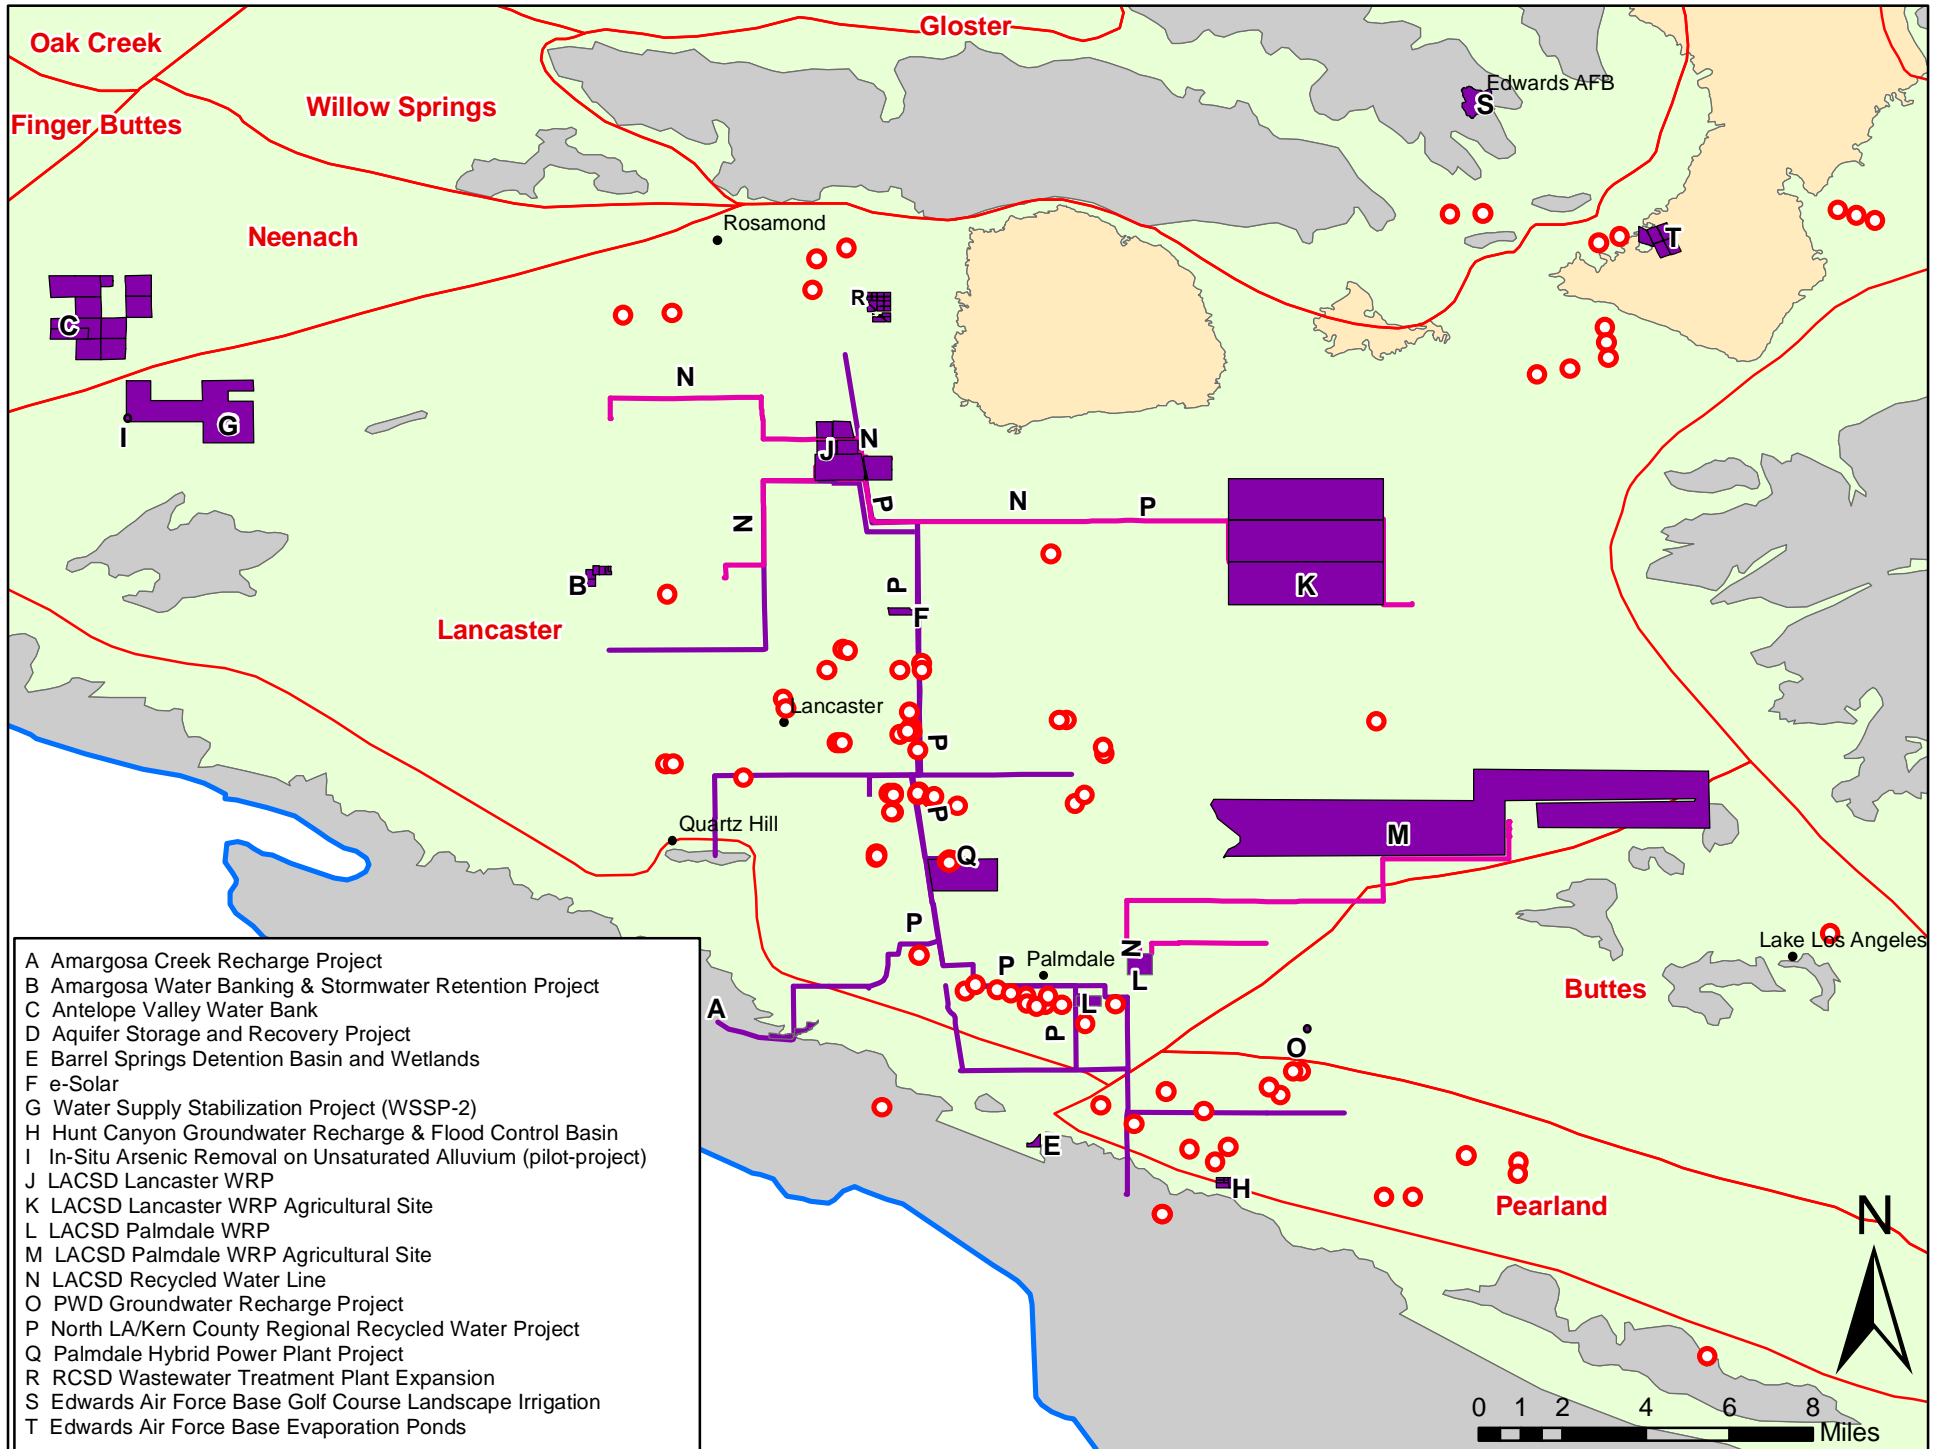 Gloster
Oak Creek
Edwards AFB
S
Willow Springs
Finger Buttes
Rosamond
Neenach
T
R
C
N
G
I
N
J
P
N
P
N
K
B
P
F
Lancaster
Lancaster
P
P
Quartz Hill
M
Q
P
N
Lake Los Angeles
Palmdale
P
L
Buttes
L
A
P
O
E
H
Pearland
N
A Amargosa Creek Recharge Project
B Amargosa Water Banking & Stormwater Retention Project
C Antelope Valley Water Bank
D Aquifer Storage and Recovery Project
E Barrel Springs Detention Basin and Wetlands
F e-Solar
G Water Supply Stabilization Project (WSSP-2)
H Hunt Canyon Groundwater Recharge & Flood Control Basin
I In-Situ Arsenic Removal on Unsaturated Alluvium (pilot-project)
J LACSD Lancaster WRP
K LACSD Lancaster WRP Agricultural Site
L LACSD Palmdale WRP
M LACSD Palmdale WRP Agricultural Site
N LACSD Recycled Water Line
O PWD Groundwater Recharge Project
P North LA/Kern County Regional Recycled Water Project
Q Palmdale Hybrid Power Plant Project
R RCSD Wastewater Treatment Plant Expansion
S Edwards Air Force Base Golf Course Landscape Irrigation
T Edwards Air Force Base Evaporation Ponds
0 1 2 4 6 8
Miles